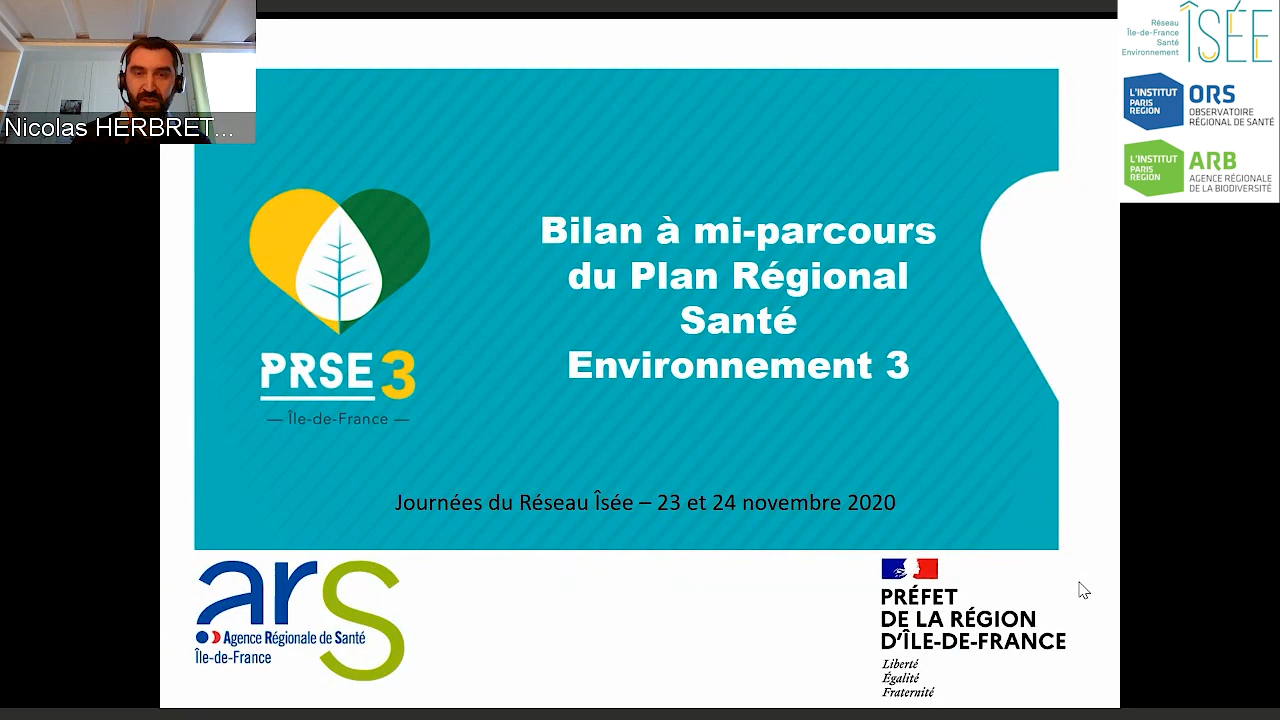 Nicolas HERBRET...
Réseau
Île-de-France
Santé
Environnement
ÎSÉE
L'INSTITUT
PARIS
REGION
ORS
OBSERVATOIRE
RÉGIONAL DE SANTÉ
L'INSTITUT
PARIS
REGION
ARB
AGENCE RÉGIONALE
DE LA BIODIVERSITÉ
Bilan à mi-parcours
du Plan Régional
Santé
Environnement 3
PRSE 3
— Île-de-France —
Journées du Réseau Îsée – 23 et 24 novembre 2020
ars
Agence Régionale de Santé
Île-de-France
PRÉFET
DE LA RÉGION
D'ÎLE-DE-FRANCE
Liberté
Égalité
Fraternité